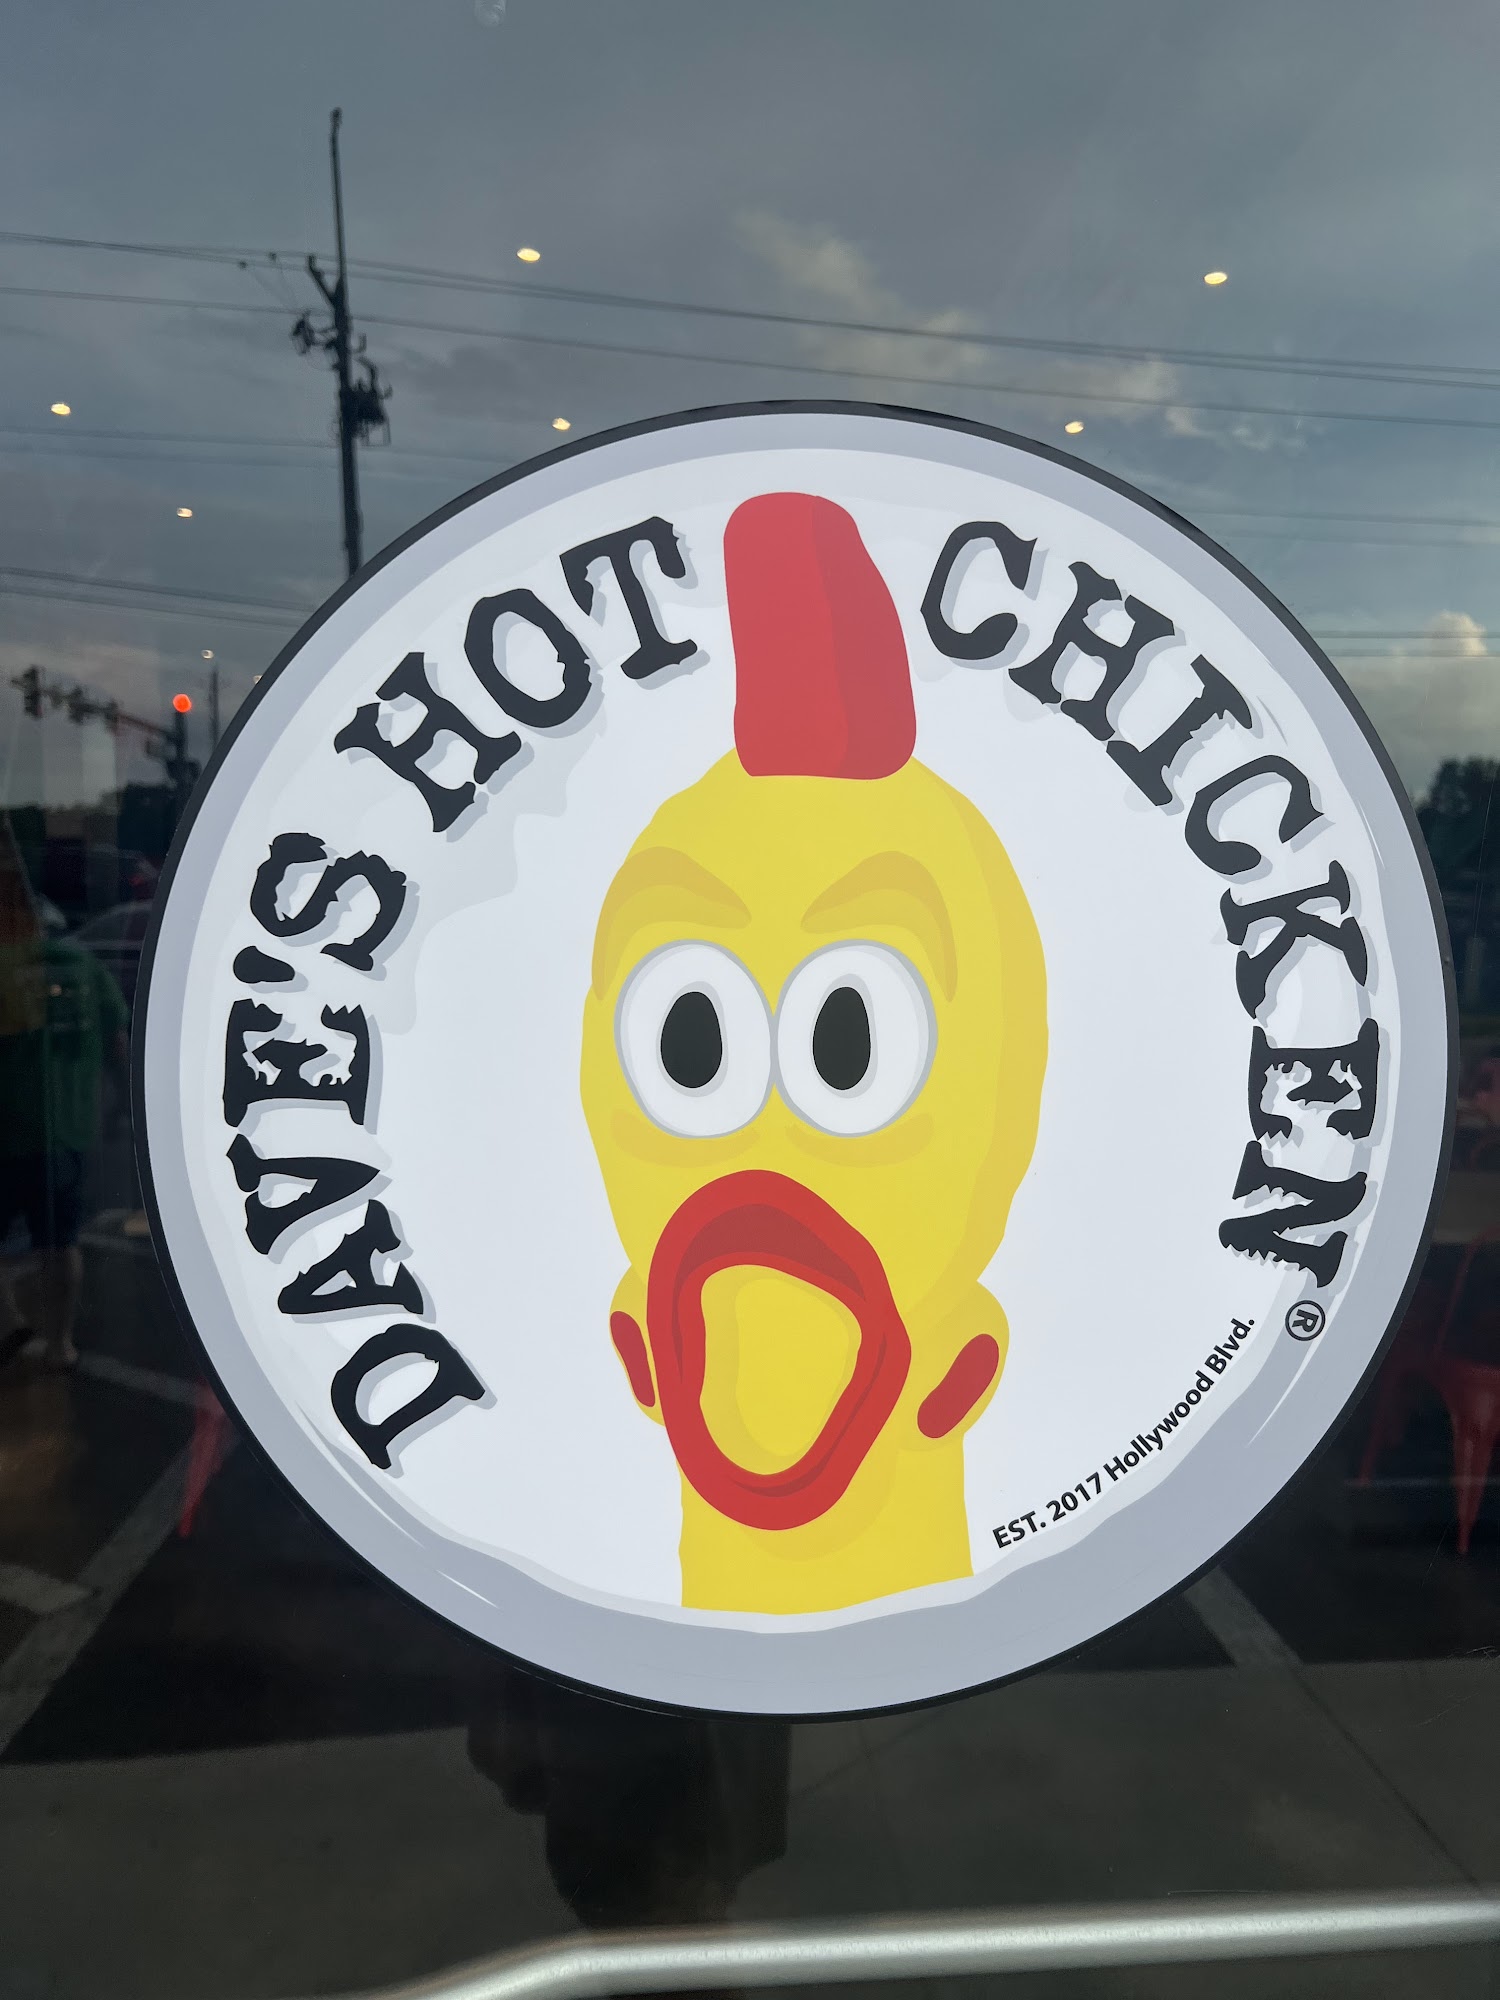 DAVE'S HOT CHICKEN®
EST. 2017 Hollywood Blvd.